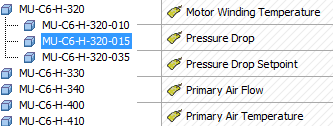 MU-C6-H-320
MU-C6-H-320-010
MU-C6-H-320-015
MU-C6-H-320-035
MU-C6-H-330
MU-C6-H-340
MU-C6-H-400
MU-C6-H-410
Motor Winding Temperature
Pressure Drop
Pressure Drop Setpoint
Primary Air Flow
Primary Air Temperature